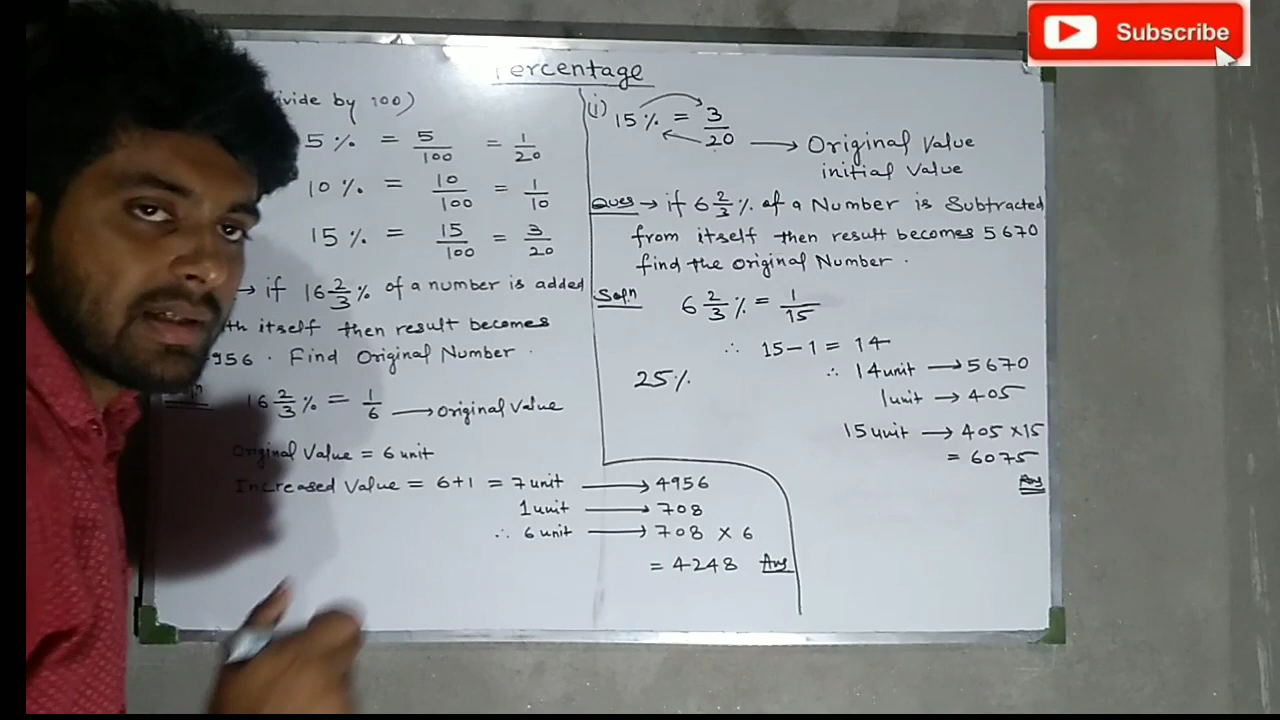 Subscribe
Percentage
ivide by 100)
5% = 5/100 = 1/20
10% = 10/100 = 1/10
15% = 15/100 = 3/20
→ if 16 2/3% of a number is added
th itself then result becomes
4956. Find Original Number.
16 2/3% = 1/6 → Original Value
Original Value = 6 unit
Increased Value = 6+1 = 7 unit → 4956
1 unit → 708
∴ 6 unit → 708 × 6
= 4248 Ans
(i) 15% = 3/20 → Original Value
initial Value
Ques → if 6 2/3% of a Number is Subtracted
from itself then result becomes 5670
find the Original Number.
Sol^n 6 2/3% = 1/15
∴ 15-1 = 14
∴ 14 unit → 5670
25%
1 unit → 405
15 unit → 405 ×15
= 6075
Ans